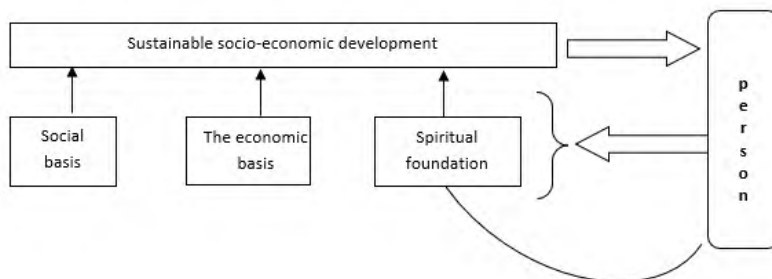 Sustainable socio-economic development
Social
basis
The economic
basis
Spiritual
foundation
p
e
r
s
o
n